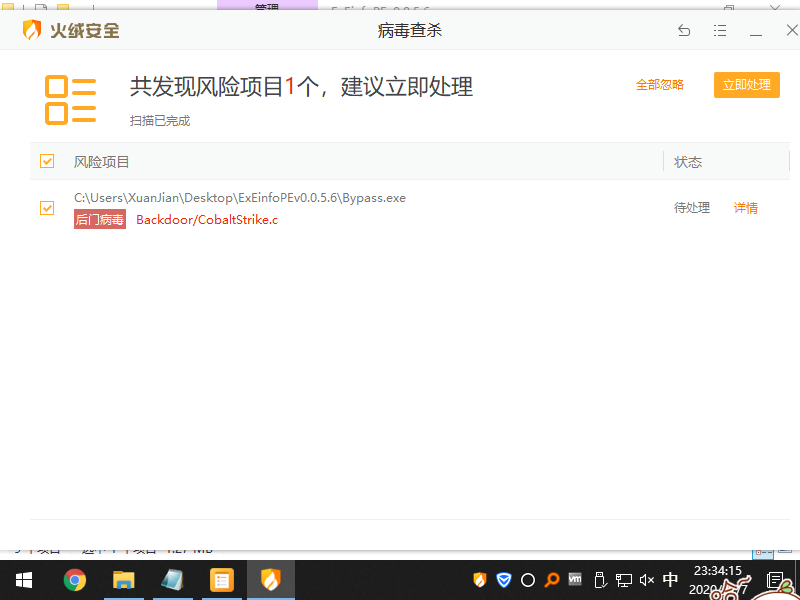 管理
火绒安全
病毒查杀
共发现风险项目1个，建议立即处理
全部忽略
立即处理
扫描已完成
风险项目
状态
C:\Users\XuanJian\Desktop\ExEinfoPEv0.0.5.6\Bypass.exe
待处理
详情
后门病毒
Backdoor/CobaltStrike.c
vm
中
23:34:15